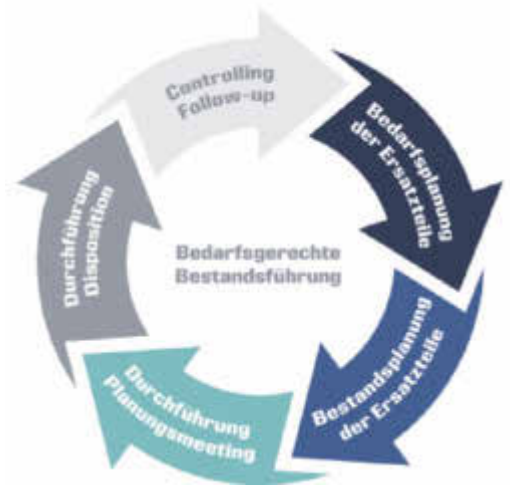 Controlling
Follow-up
Bedarfsplanung
der Ersatzteile
Bestandsplanung
der Ersatzteile
Durchführung
Planungsmeeting
Durchführung
Disposition
Bedarfsgerechte
Bestandsführung